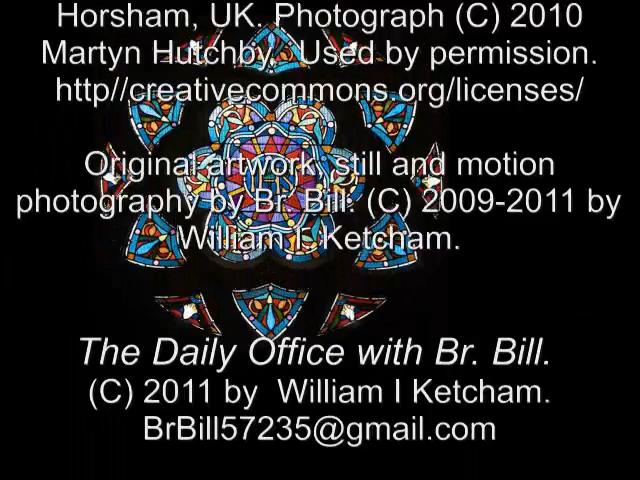 Horsham, UK. Photograph (C) 2010
Martyn Hutchby. Used by permission.
http//creativecommons.org/licenses/
Original artwork, still and motion
photography by Br. Bill. (C) 2009-2011 by
William I. Ketcham.
The Daily Office with Br. Bill.
(C) 2011 by William I Ketcham.
BrBill57235@gmail.com